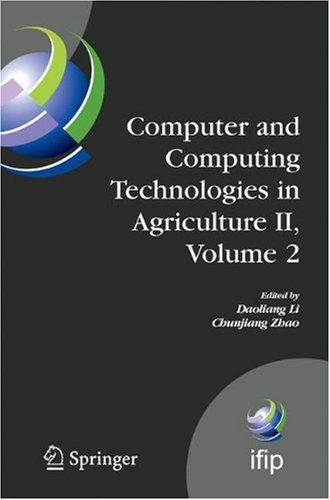 Computer and
Computing
Technologies in
Agriculture II,
Volume 2
Edited by
Daoliang Li
Chunjiang Zhao
Springer
ifip